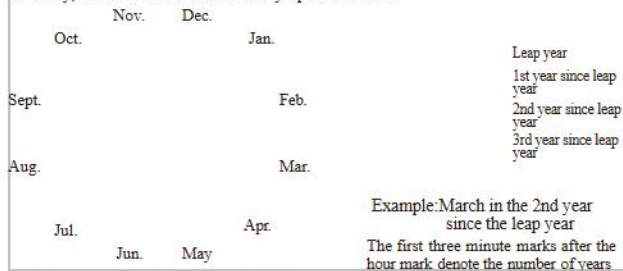 Nov. Dec.
Oct. Jan.
Leap year
1st year since leap
year
Sept. Feb.
2nd year since leap
year
3rd year since leap
year
Aug. Mar.
Example:March in the 2nd year
since the leap year
Jul. Apr.
The first three minute marks after the
Jun. May
hour mark denote the number of years